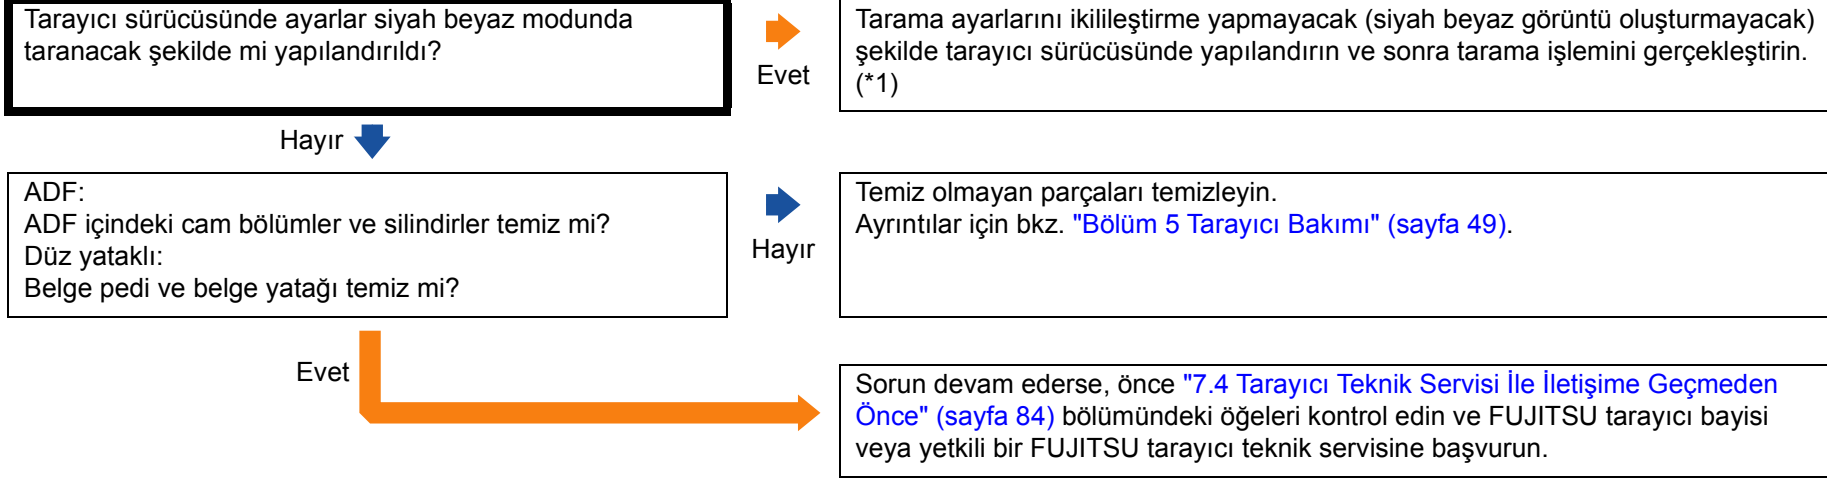 Tarayıcı sürücüsünde ayarlar siyah beyaz modunda
taranacak şekilde mi yapılandırıldı?
Evet
Tarama ayarlarını ikilileştirme yapmayacak (siyah beyaz görüntü oluşturmayacak)
şekilde tarayıcı sürücüsünde yapılandırın ve sonra tarama işlemini gerçekleştirin.
(*1)
Hayır
ADF:
ADF içindeki cam bölümler ve silindirler temiz mi?
Düz yataklı:
Belge pedi ve belge yatağı temiz mi?
Hayır
Temiz olmayan parçaları temizleyin.
Ayrıntılar için bkz. "Bölüm 5 Tarayıcı Bakımı" (sayfa 49).
Evet
Sorun devam ederse, önce "7.4 Tarayıcı Teknik Servisi İle İletişime Geçmeden
Önce" (sayfa 84) bölümündeki öğeleri kontrol edin ve FUJITSU tarayıcı bayisi
veya yetkili bir FUJITSU tarayıcı teknik servisine başvurun.